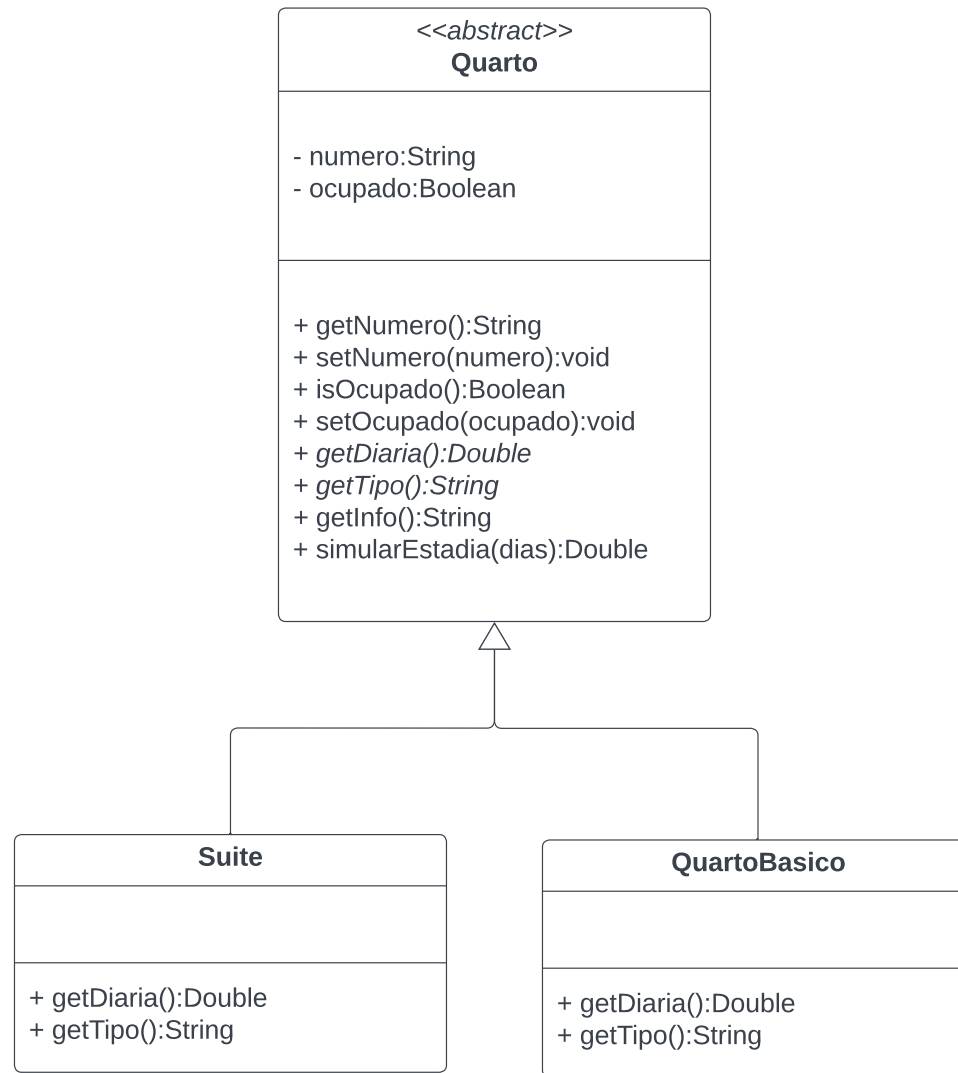 <<abstract>>
Quarto
- numero:String
- ocupado:Boolean
+ getNumero():String
+ setNumero(numero):void
+ isOcupado():Boolean
+ setOcupado(ocupado):void
+ getDiaria():Double
+ getTipo():String
+ getInfo():String
+ simularEstadia(dias):Double
Suite
+ getDiaria():Double
+ getTipo():String
QuartoBasico
+ getDiaria():Double
+ getTipo():String